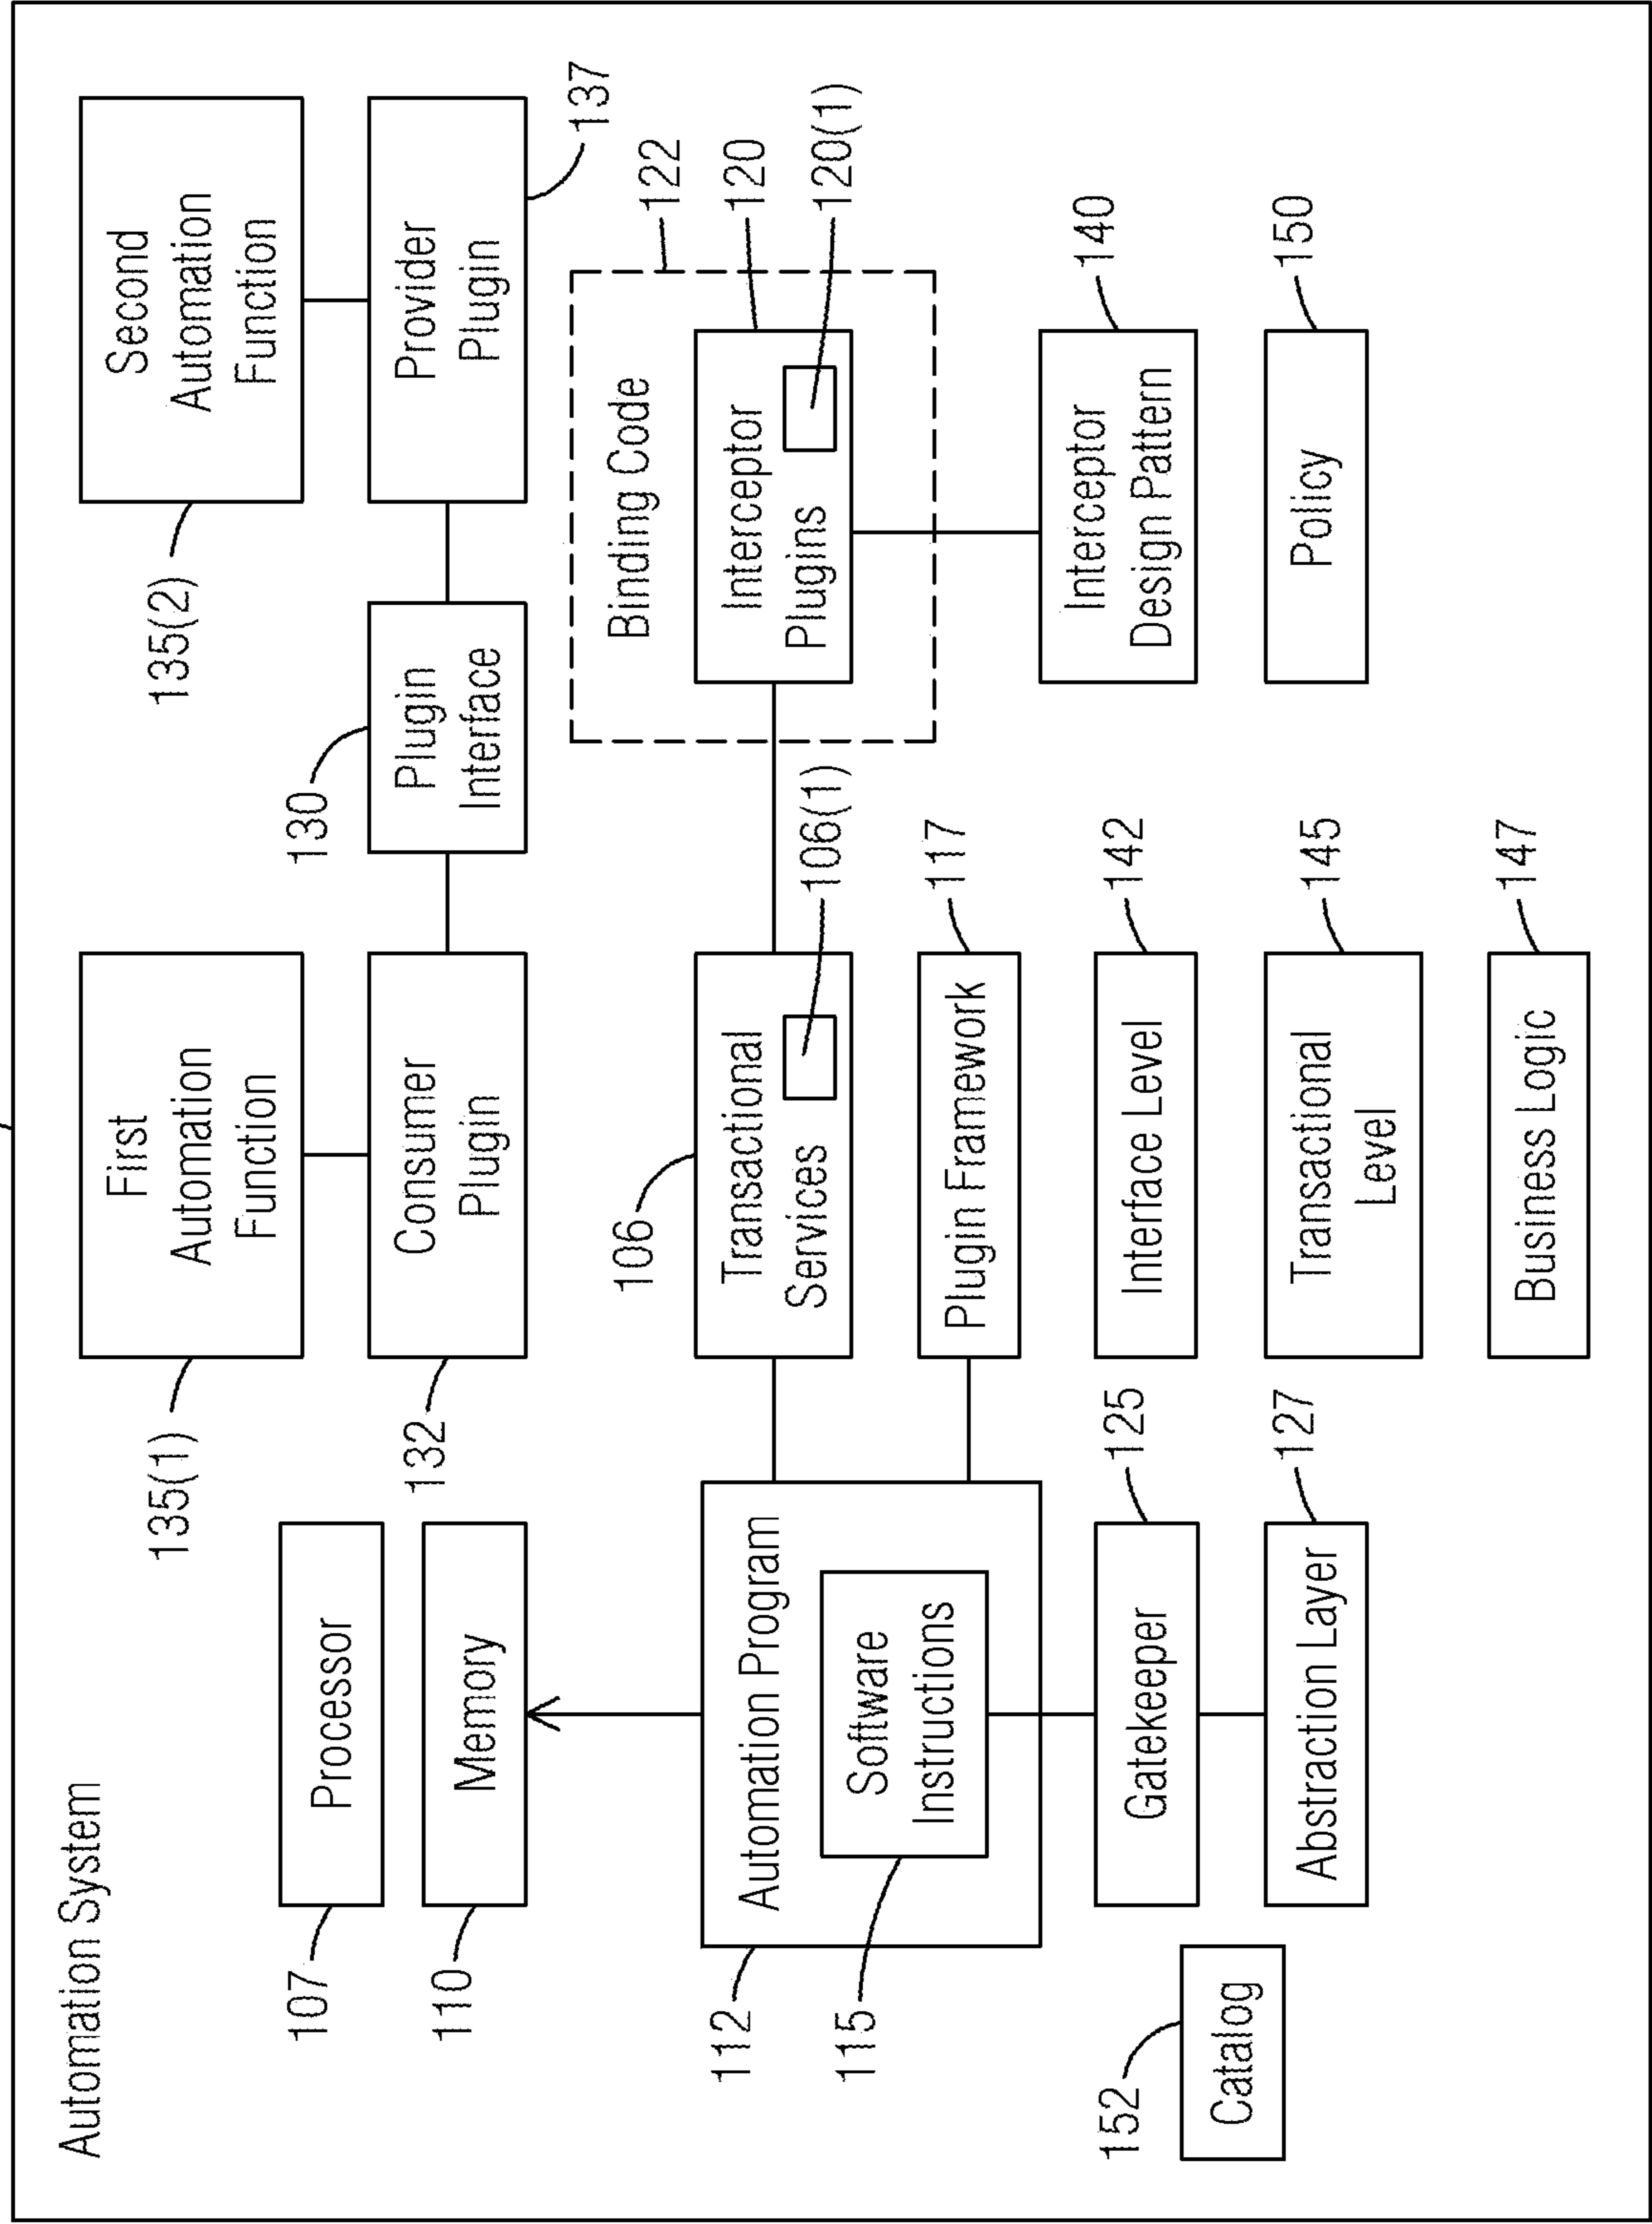 Automation System
107
Processor
110
Memory
135(1)
First
Automation
Function
132
Consumer
Plugin
130
Plugin
Interface
135(2)
Second
Automation
Function
Provider
Plugin
137
112
Automation Program
115
Software
Instructions
106
Transactional
Services
106(1)
Binding Code
122
Interceptor
Plugins
120
120(1)
Plugin Framework
117
152
Catalog
Gatekeeper
125
Abstraction Layer
127
Interface Level
142
Transactional
Level
145
Business Logic
147
Interceptor
Design Pattern
140
Policy
150